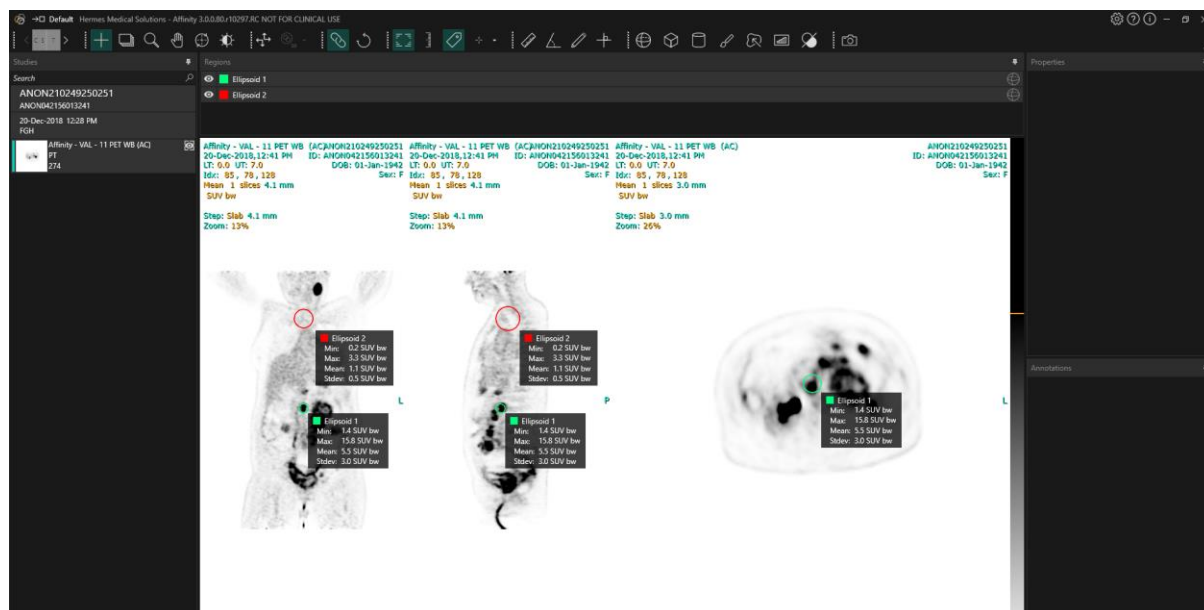 Default Hermes Medical Solutions - Affinity 3.0.0.80.r10297.RC NOT FOR CLINICAL USE
Studies
Regions
Properties
Search
Ellipsoid 1
Ellipsoid 2
ANON210249250251
ANON042156013241
20-Dec-2018 12:28 PM
FGH
Affinity - VAL - 11 PET WB (AC)
PT
274
Affinity - VAL - 11 PET WB (AC)ANON210249250251
20-Dec-2018,12:41 PM ID: ANON042156013241
LT: 0.0 UT: 7.0 DOB: 01-Jan-1942
Idx: 85, 78, 128 Sex: F
Mean 1 slices 4.1 mm
SUV bw
Step: Slab 4.1 mm
Zoom: 13%
Ellipsoid 2
Min: 0.2 SUV bw
Max: 3.3 SUV bw
Mean: 1.1 SUV bw
Stdev: 0.5 SUV bw
L
Ellipsoid 1
Min: 1.4 SUV bw
Max: 15.8 SUV bw
Mean: 5.5 SUV bw
Stdev: 3.0 SUV bw
Affinity - VAL - 11 PET WB (AC)ANON210249250251
20-Dec-2018,12:41 PM ID: ANON042156013241
LT: 0.0 UT: 7.0 DOB: 01-Jan-1942
Idx: 85, 78, 128 Sex: F
Mean 1 slices 4.1 mm
SUV bw
Step: Slab 4.1 mm
Zoom: 13%
Ellipsoid 2
Min: 0.2 SUV bw
Max: 3.3 SUV bw
Mean: 1.1 SUV bw
Stdev: 0.5 SUV bw
P
Ellipsoid 1
Min: 1.4 SUV bw
Max: 15.8 SUV bw
Mean: 5.5 SUV bw
Stdev: 3.0 SUV bw
Affinity - VAL - 11 PET WB (AC) ANON210249250251
20-Dec-2018,12:41 PM ID: ANON042156013241
LT: 0.0 UT: 7.0 DOB: 01-Jan-1942
Idx: 85, 78, 128 Sex: F
Mean 1 slices 3.0 mm
SUV bw
Step: Slab 3.0 mm
Zoom: 26%
Ellipsoid 1
Min: 1.4 SUV bw
Max: 15.8 SUV bw
Mean: 5.5 SUV bw
Stdev: 3.0 SUV bw
L
Annotations